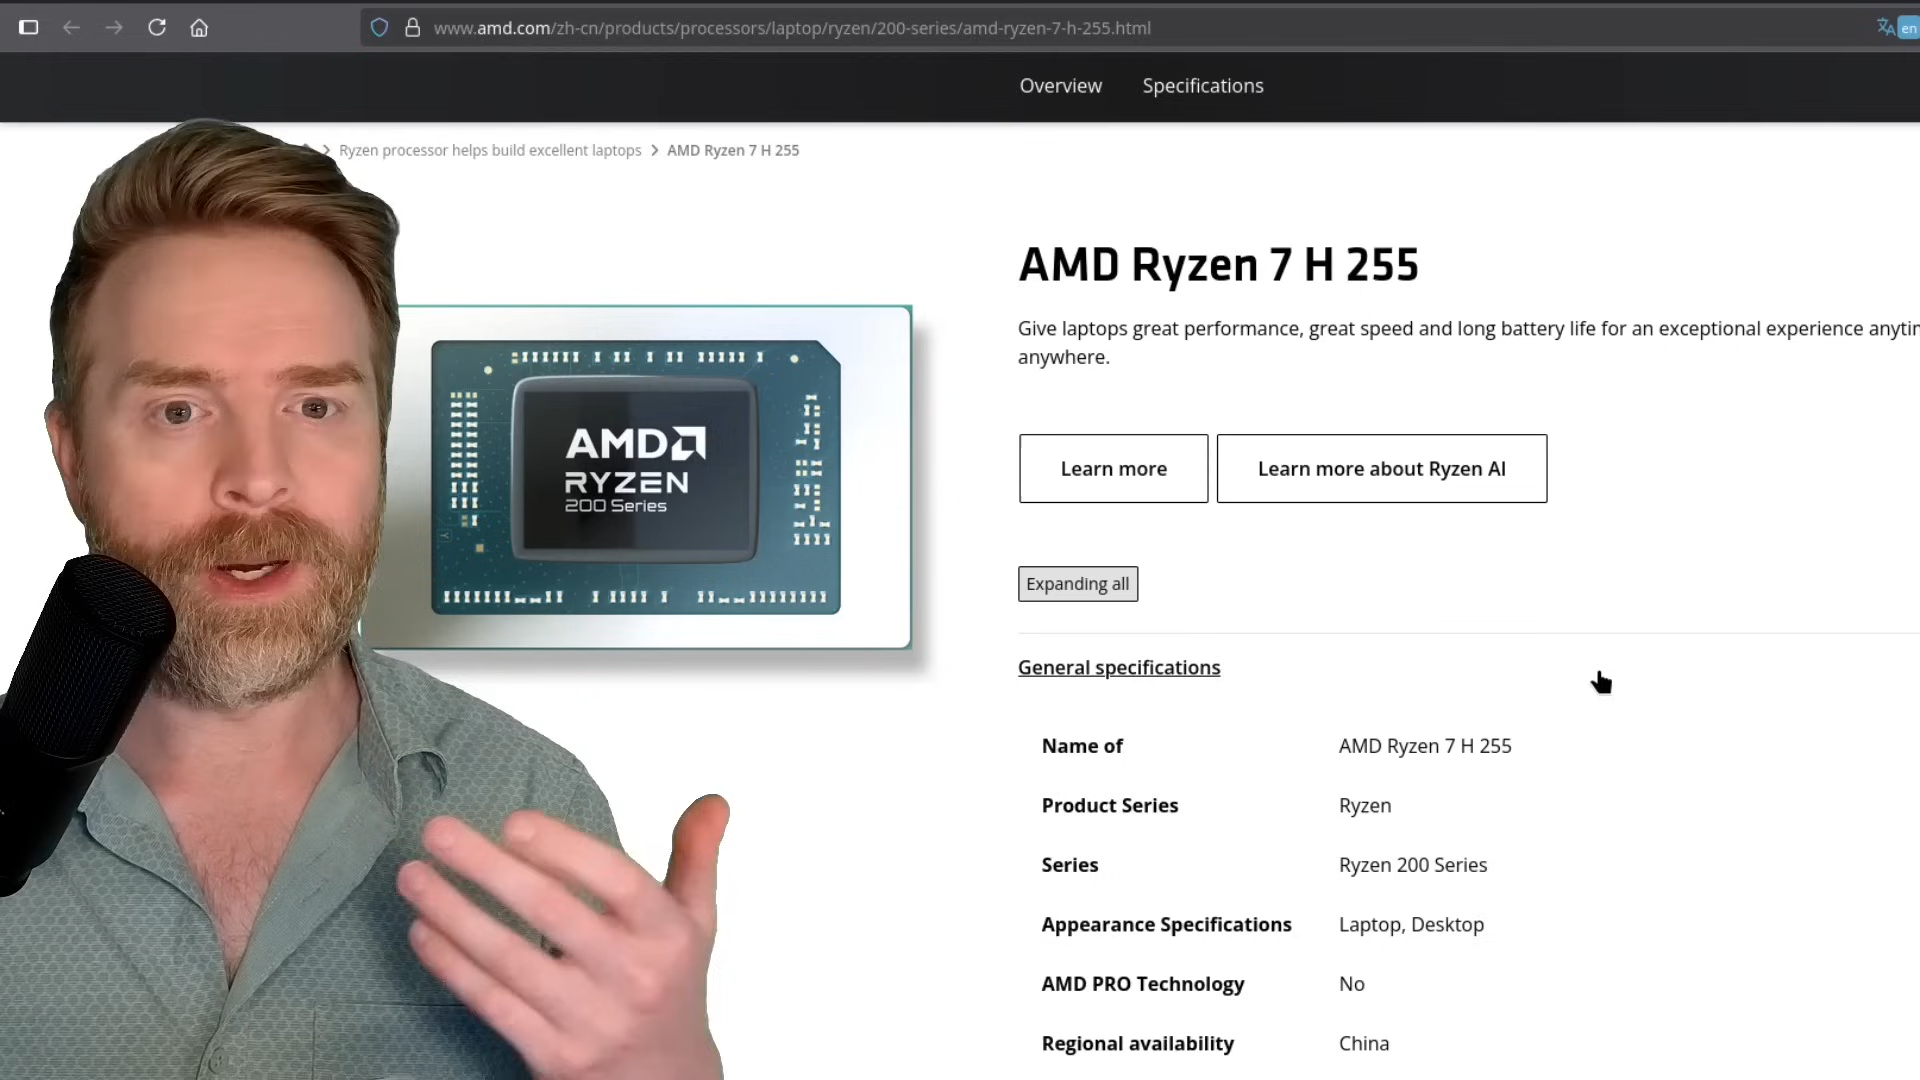 www.amd.com/zh-cn/products/processors/laptop/ryzen/200-series/amd-ryzen-7-h-255.html
en
Overview
Specifications
Ryzen processor helps build excellent laptops
AMD Ryzen 7 H 255
AMD Ryzen 7 H 255
Give laptops great performance, great speed and long battery life for an exceptional experience
anywhere.
AMD
RYZEN
200 Series
Learn more
Learn more about Ryzen AI
Expanding all
General specifications
Name of AMD Ryzen 7 H 255
Product Series Ryzen
Series Ryzen 200 Series
Appearance Specifications Laptop, Desktop
AMD PRO Technology No
Regional availability China